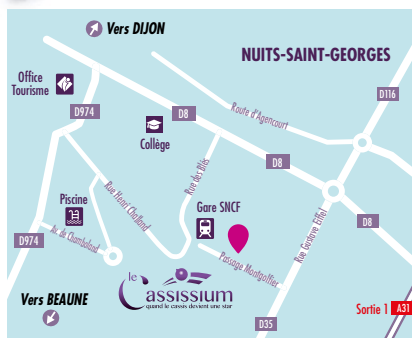 Vers DIJON
NUITS-SAINT-GEORGES
Office
Tourisme
D974
D8
D116
Route d'Agencourt
Collège
D8
Rue des Blés
Rue Henri Challand
Piscine
Av. de Chamboland
Gare SNCF
D8
D974
Passage Montgolfier
Rue Gustave Eiffel
le Cassissium
quand le cassis devient une star
Vers BEAUNE
Sortie 1 A31
D35